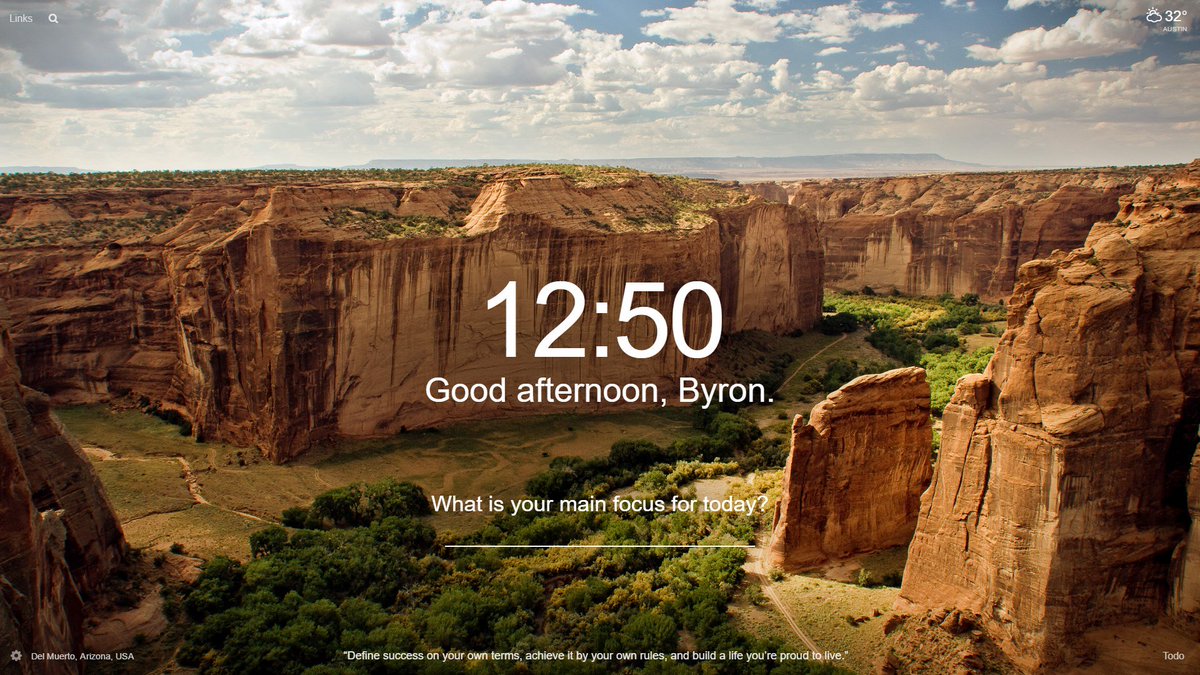 Links
32°
AUSTIN
12:50
Good afternoon, Byron.
What is your main focus for today?
Del Muerto, Arizona, USA
“Define success on your own terms, achieve it by your own rules, and build a life you’re proud to live.”
Todo